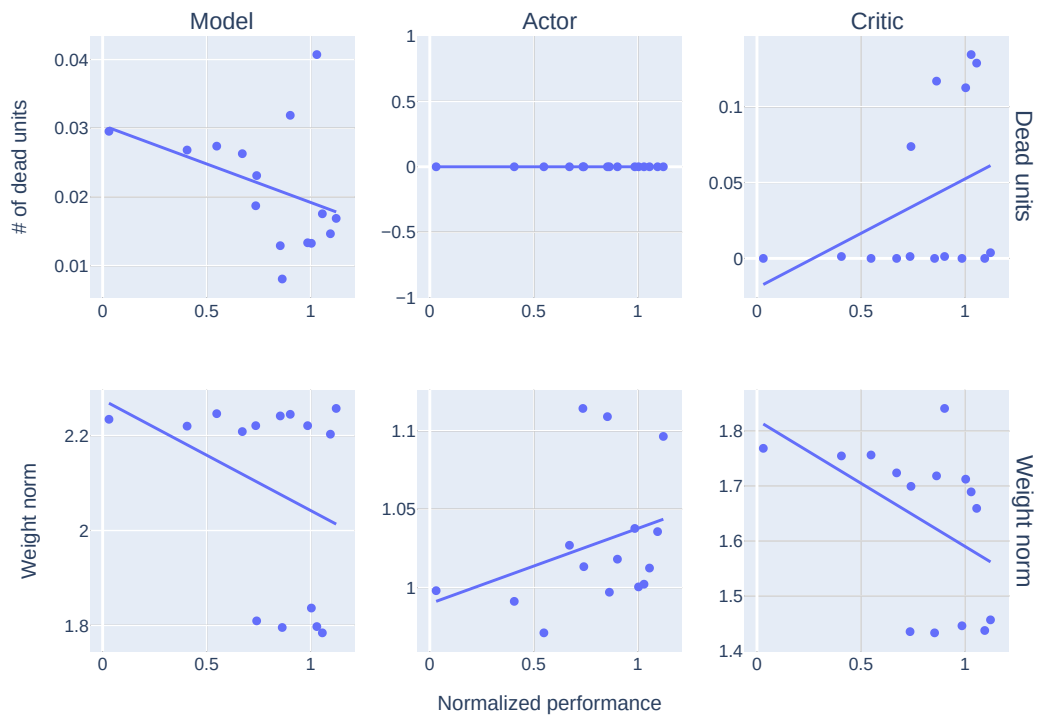 Model Actor Critic
# of dead units
0.04
0.03
0.02
0.01
0 0.5 1
1
0.5
0
−0.5
−1
0 0.5 1
0.1
0.05
0
0 0.5 1
Dead units
Weight norm
2.2
2
1.8
0 0.5 1
1.1
1.05
1
0 0.5 1
1.8
1.7
1.6
1.5
1.4
0 0.5 1
Weight norm
Normalized performance